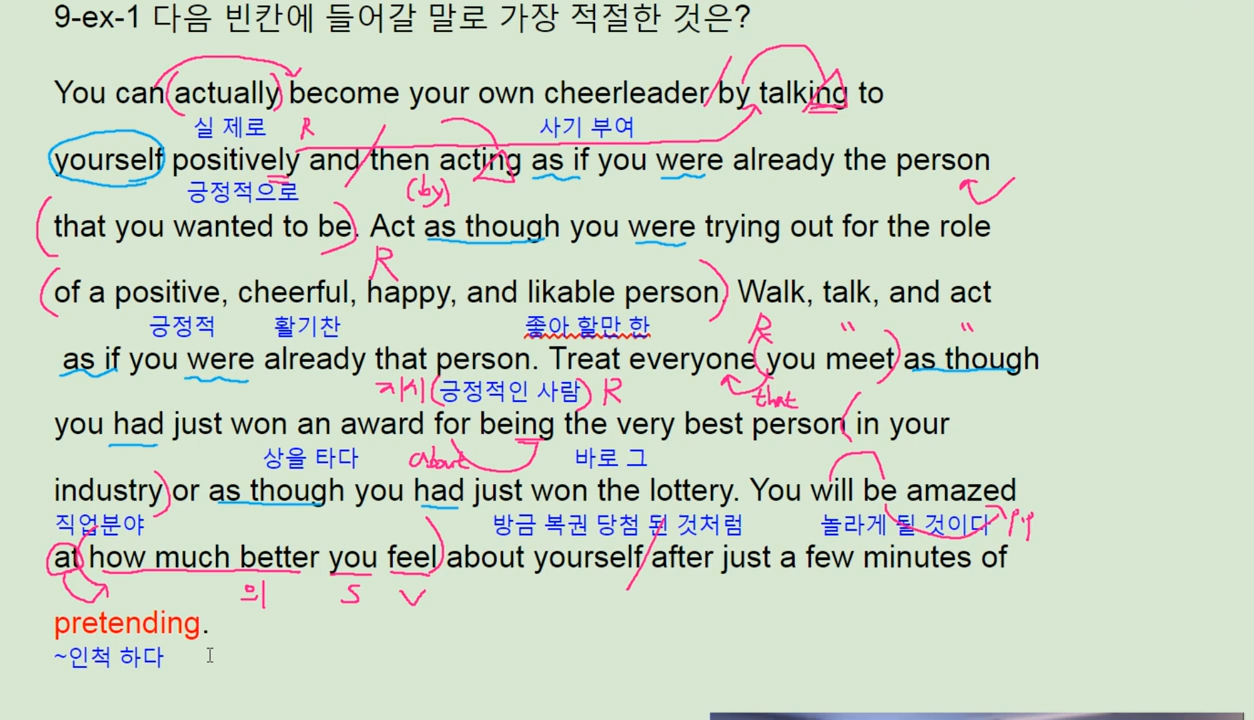 9-ex-1 다음 빈칸에 들어갈 말로 가장 적절한 것은?
You can (actually) become your own cheerleader / by talking to
실 제로 R 사기 부여
yourself positively and / then acting as if you were already the person
긍정적으로 (by)
(that you wanted to be). Act as though you were trying out for the role
R
(of a positive, cheerful, happy, and likable person.) Walk, talk, and act
긍정적 활기찬 좋아 할만 한 R " "
as if you were already that person. Treat everyone (you meet) as though
지시 (긍정적인 사람) R that
you had just won an award for being the very best person (in your
상을 타다 about 바로 그
industry) or as though you had just won the lottery. You will be amazed
직업분야 방금 복권 당첨 된 것처럼 놀라게 될 것이다 p.p
at (how much better you feel) about yourself / after just a few minutes of
의 S V
pretending.
~인척 하다